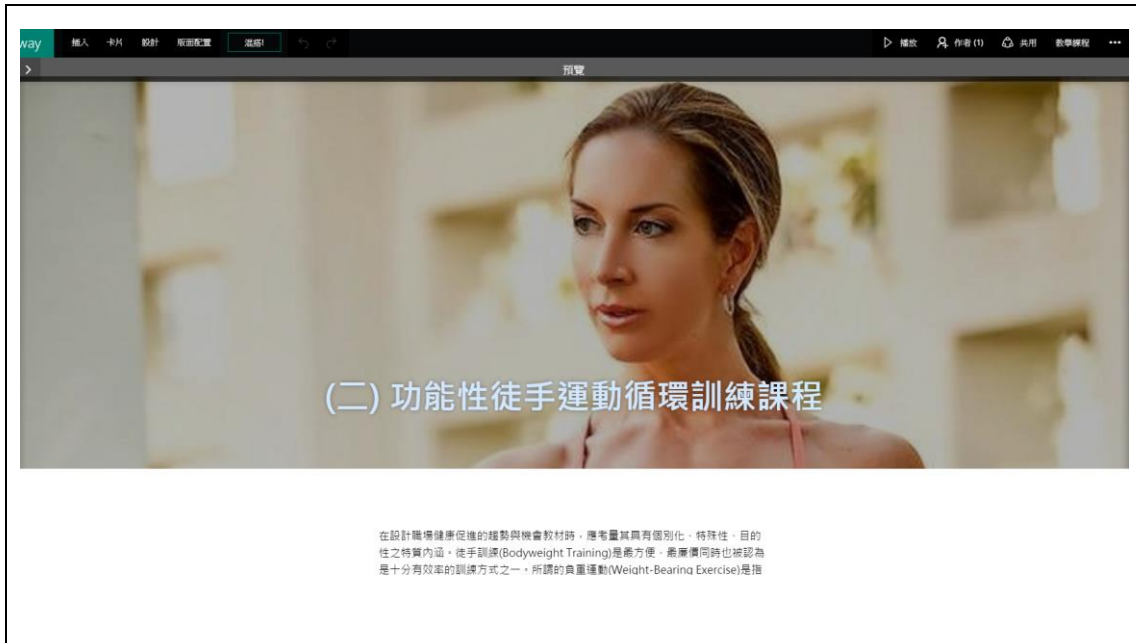 way 插入 卡片 設計 版面配置 混搭! 播放 作者 (1) 共用 教學課程
預覽
(二) 功能性徒手運動循環訓練課程
在設計職場健康促進的趨勢與機會教材時，應考量其具有個別化、特殊性、目的
性之特質內涵。徒手訓練(Bodyweight Training)是最方便、最廉價同時也被認為
是十分有效率的訓練方式之一。所謂的負重運動(Weight-Bearing Exercise)是指